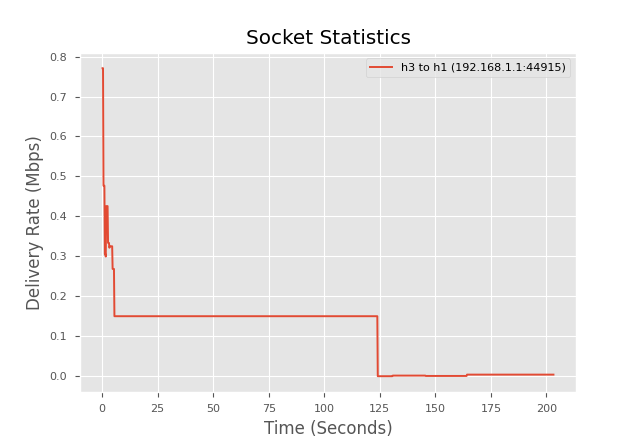 Socket Statistics
h3 to h1 (192.168.1.1:44915)
Delivery Rate (Mbps)
0.8
0.7
0.6
0.5
0.4
0.3
0.2
0.1
0.0
0 25 50 75 100 125 150 175 200
Time (Seconds)